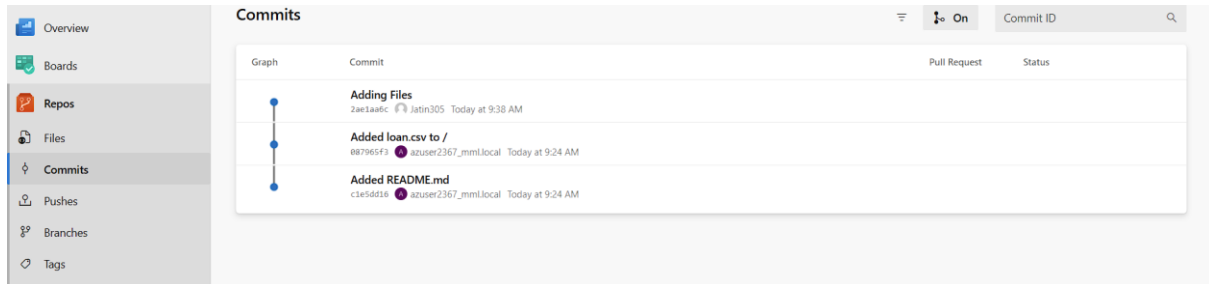 Overview
Boards
Repos
Files
Commits
Pushes
Branches
Tags
Commits
On
Commit ID
Graph Commit Pull Request Status
Adding Files
2ae1aa6c Jatin305 Today at 9:38 AM
Added loan.csv to /
087965f3 A azuser2367_mml.local Today at 9:24 AM
Added README.md
c1e5dd16 A azuser2367_mml.local Today at 9:24 AM